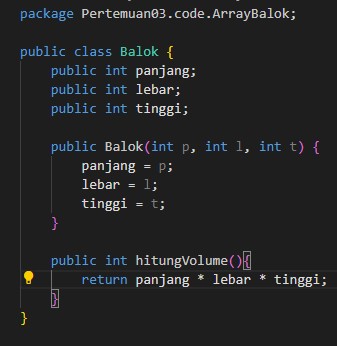 package Pertemuan03.code.ArrayBalok;
public class Balok {
public int panjang;
public int lebar;
public int tinggi;
public Balok(int p, int l, int t) {
panjang = p;
lebar = l;
tinggi = t;
}
public int hitungVolume(){
return panjang * lebar * tinggi;
}
}